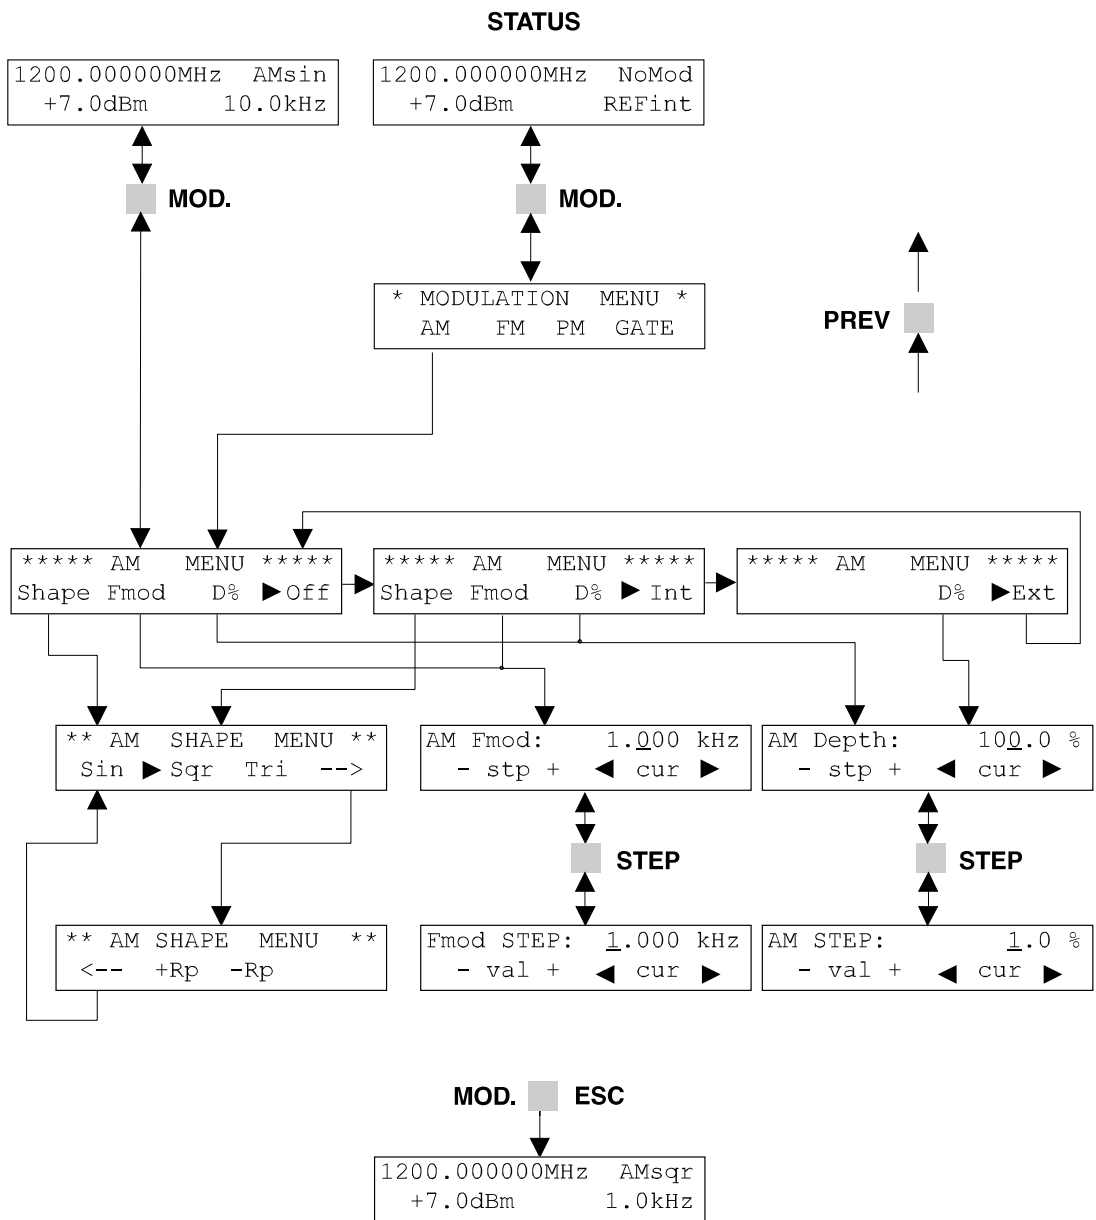 STATUS
1200.000000MHz AMsin
+7.0dBm 10.0kHz
1200.000000MHz NoMod
+7.0dBm REFint
MOD.
MOD.
* MODULATION MENU *
AM FM PM GATE
PREV
***** AM MENU *****
Shape Fmod D% ▶Off
***** AM MENU *****
Shape Fmod D% ▶ Int
***** AM MENU *****
D% ▶Ext
** AM SHAPE MENU **
Sin ▶ Sqr Tri -->
AM Fmod: 1.000 kHz
- stp + ◀ cur ▶
AM Depth: 100.0 %
- stp + ◀ cur ▶
STEP
STEP
** AM SHAPE MENU **
<-- +Rp -Rp
Fmod STEP: 1.000 kHz
- val + ◀ cur ▶
AM STEP: 1.0 %
- val + ◀ cur ▶
MOD. ESC
1200.000000MHz AMsqr
+7.0dBm 1.0kHz